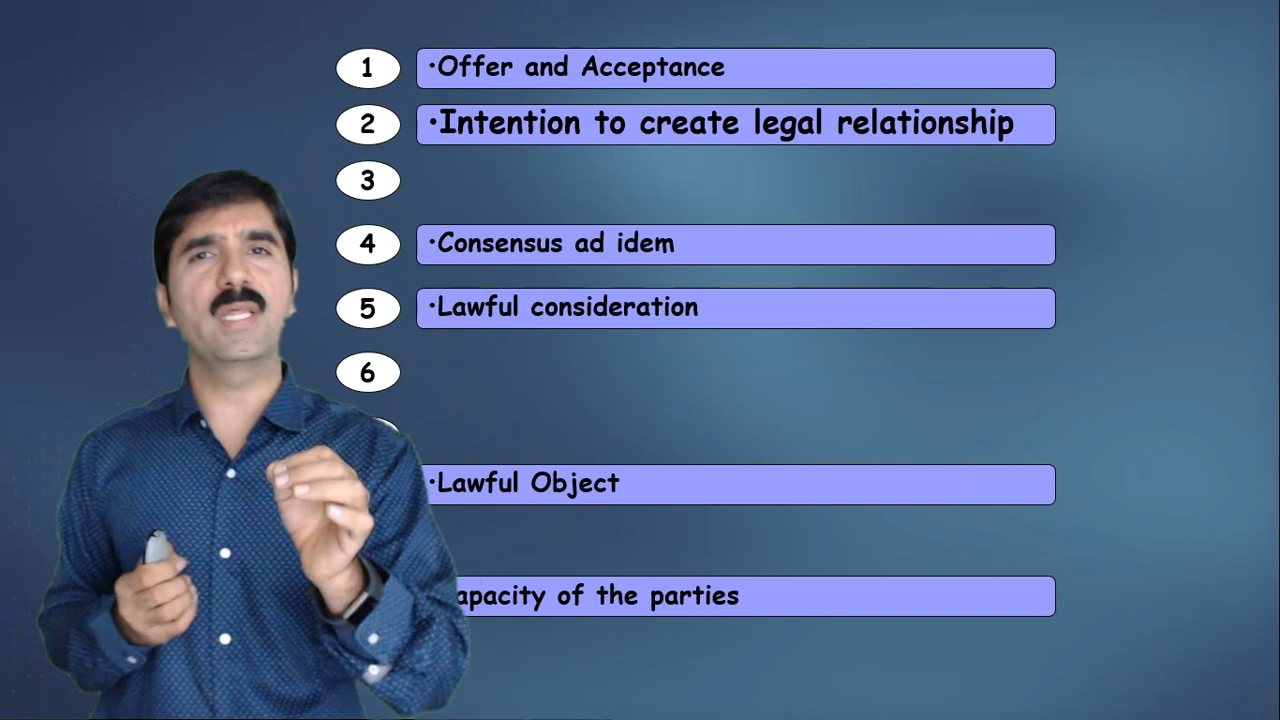 1 •Offer and Acceptance
2 •Intention to create legal relationship
3
4 •Consensus ad idem
5 •Lawful consideration
6
•Lawful Object
apacity of the parties